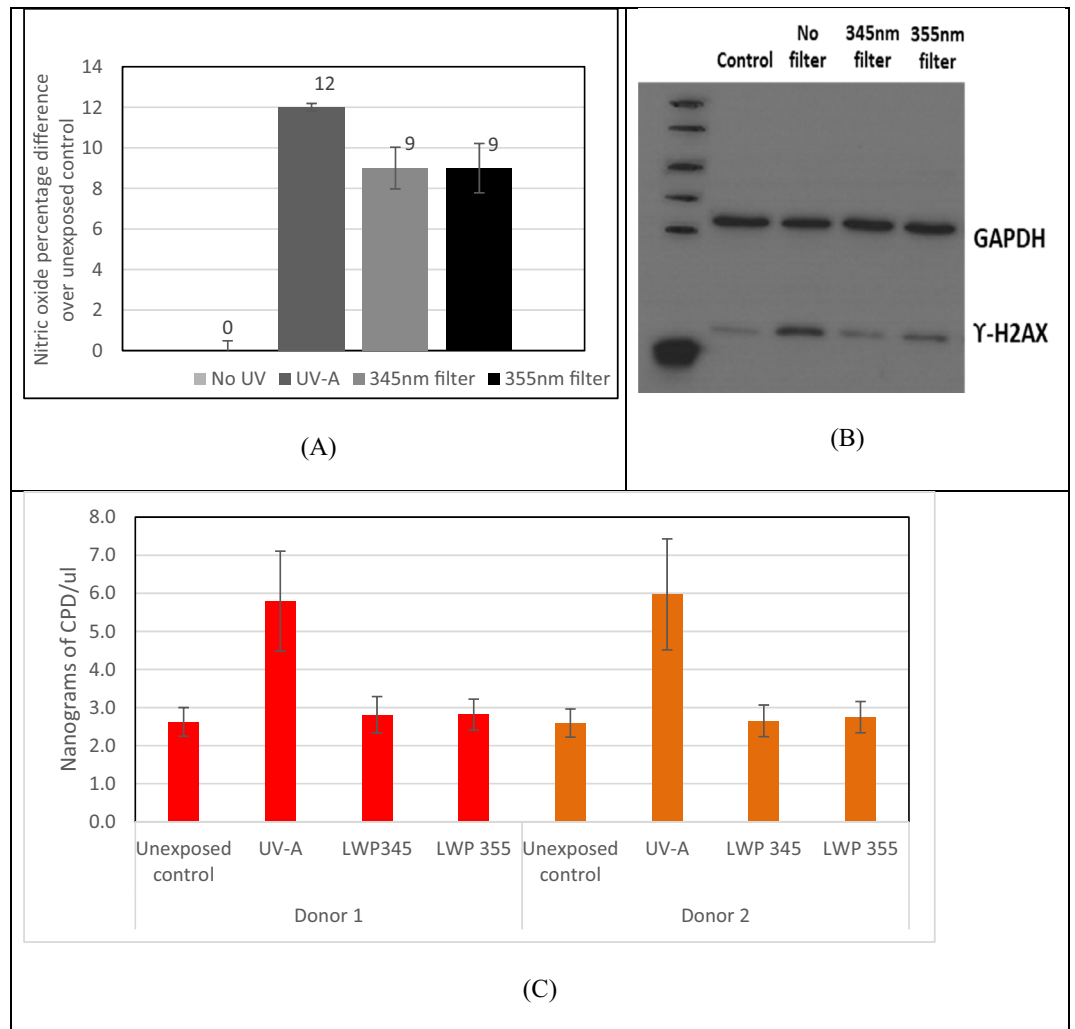 Nitric oxide percentage difference
over unexposed control
14
12
10
8
6
4
2
0
0
12
9
9
No UV UV-A 345nm filter 355nm filter
(A)
Control
No
filter
345nm
filter
355nm
filter
GAPDH
ϒ-H2AX
(B)
Nanograms of CPD/ul
8.0
7.0
6.0
5.0
4.0
3.0
2.0
1.0
0.0
Unexposed
control
UV-A
LWP345
LWP 355
Unexposed
control
UV-A
LWP 345
LWP 355
Donor 1
Donor 2
(C)